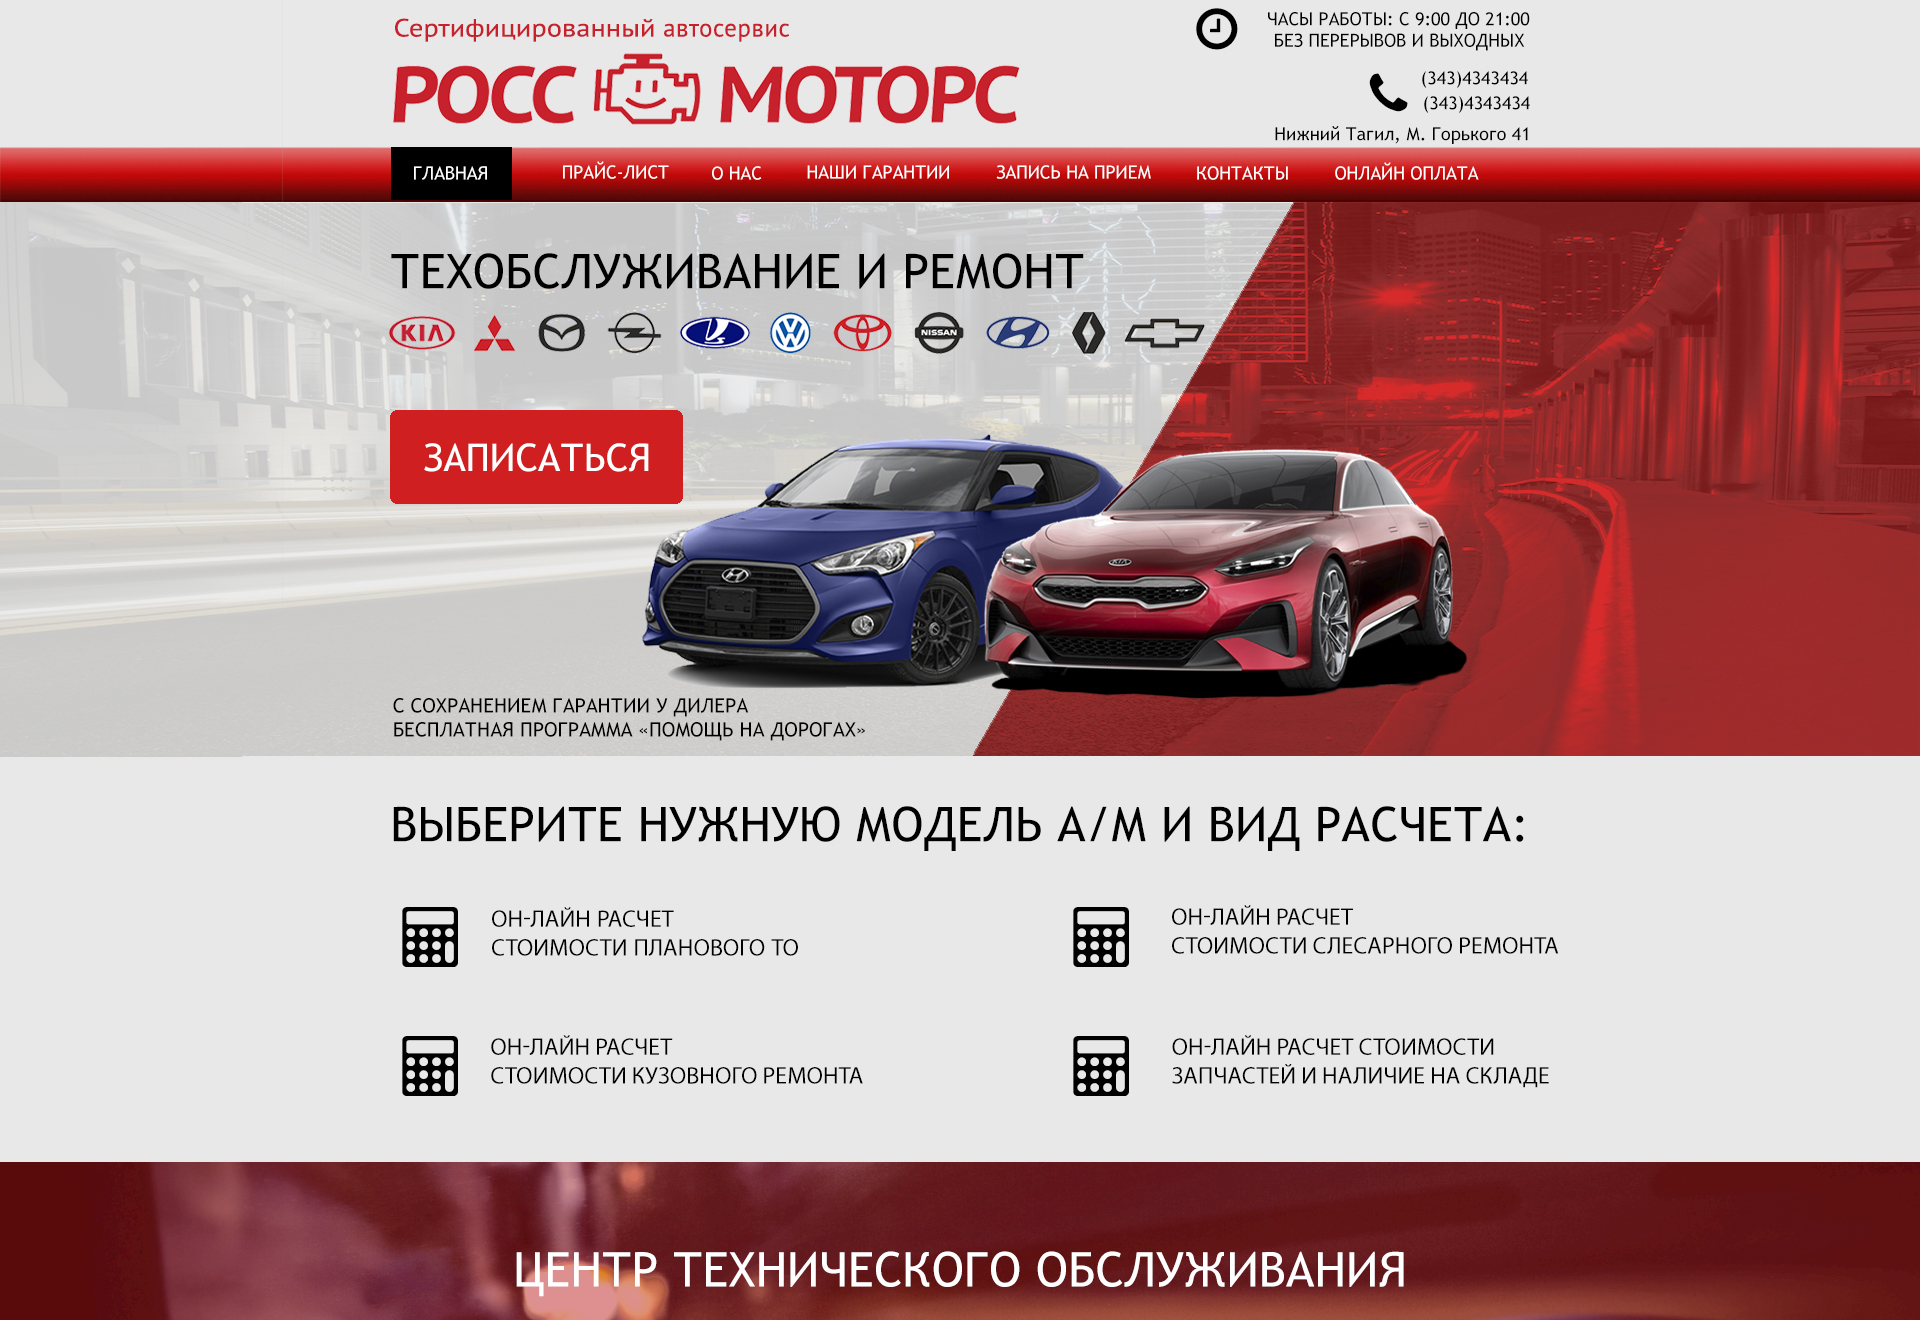 Сертифицированный автосервис
РОСС МОТОРС
ЧАСЫ РАБОТЫ: С 9:00 ДО 21:00
БЕЗ ПЕРЕРЫВОВ И ВЫХОДНЫХ
(343)4343434
(343)4343434
Нижний Тагил, М. Горького 41
ГЛАВНАЯ ПРАЙС-ЛИСТ О НАС НАШИ ГАРАНТИИ ЗАПИСЬ НА ПРИЕМ КОНТАКТЫ ОНЛАЙН ОПЛАТА
ТЕХОБСЛУЖИВАНИЕ И РЕМОНТ
KIA NISSAN
ЗАПИСАТЬСЯ
KIA
С СОХРАНЕНИЕМ ГАРАНТИИ У ДИЛЕРА
БЕСПЛАТНАЯ ПРОГРАММА «ПОМОЩЬ НА ДОРОГАХ»
ВЫБЕРИТЕ НУЖНУЮ МОДЕЛЬ А/М И ВИД РАСЧЕТА:
ОН-ЛАЙН РАСЧЕТ
СТОИМОСТИ ПЛАНОВОГО ТО
ОН-ЛАЙН РАСЧЕТ
СТОИМОСТИ СЛЕСАРНОГО РЕМОНТА
ОН-ЛАЙН РАСЧЕТ
СТОИМОСТИ КУЗОВНОГО РЕМОНТА
ОН-ЛАЙН РАСЧЕТ СТОИМОСТИ
ЗАПЧАСТЕЙ И НАЛИЧИЕ НА СКЛАДЕ
ЦЕНТР ТЕХНИЧЕСКОГО ОБСЛУЖИВАНИЯ